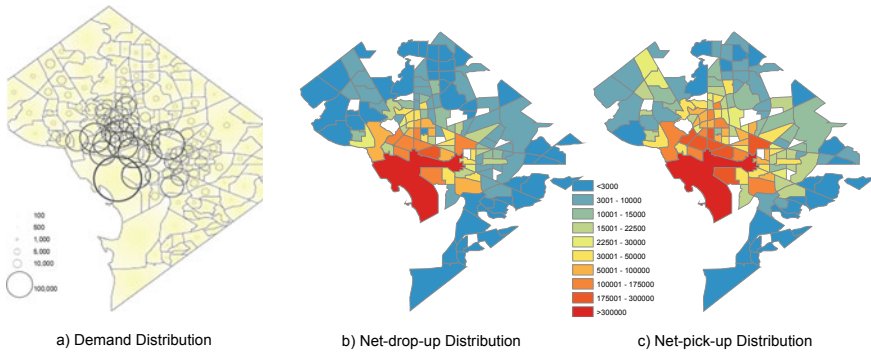 100
500
1,000
5,000
10,000
100,000
<3000
3001 - 10000
10001 - 15000
15001 - 22500
22501 - 30000
30001 - 50000
50001 - 100000
100001 - 175000
175001 - 300000
>300000
a) Demand Distribution
b) Net-drop-up Distribution
c) Net-pick-up Distribution